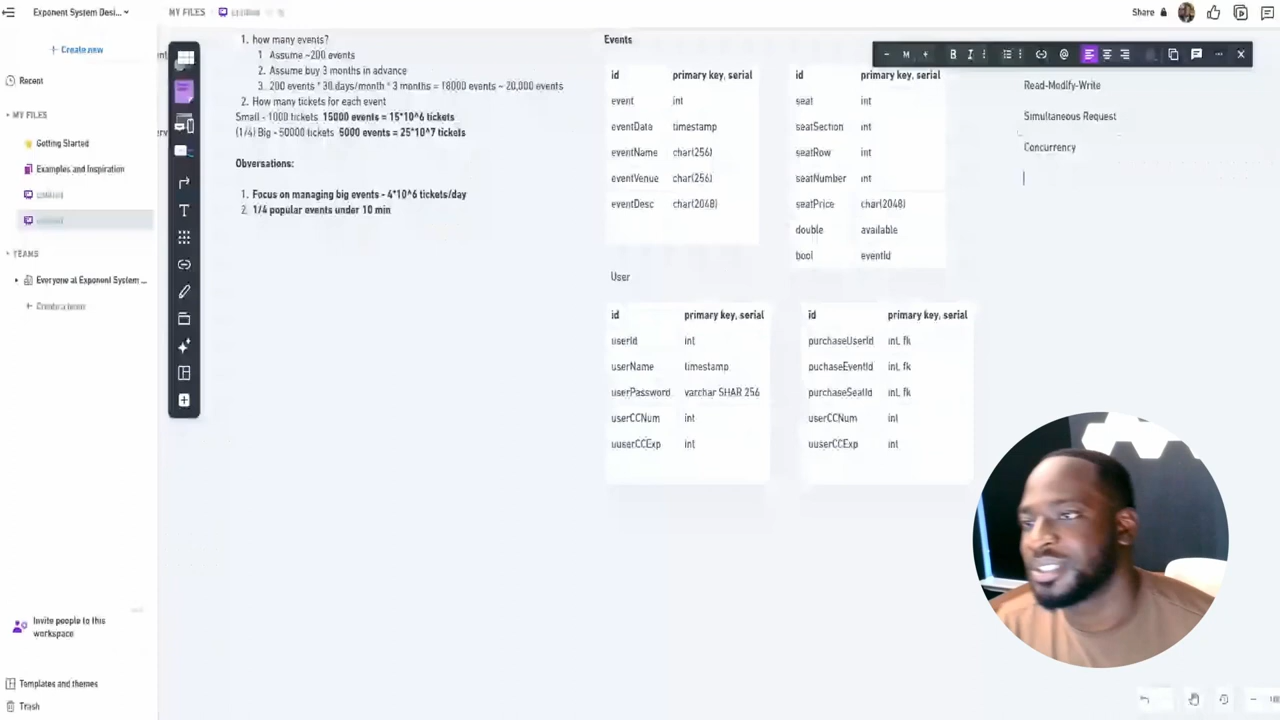 Exponent System Desi...
MY FILES
Share
Create new
Recent
MY FILES
Getting Started
Examples and Inspiration
TEAMS
Everyone at Exponent System ...
Create a team
Invite people to this
workspace
Templates and themes
Trash
1. how many events?
1 Assume ~200 events
2. Assume buy 3 months in advance
3. 200 events * 30 days/month * 3 months = 18000 events ~ 20,000 events
2. How many tickets for each event
Small - 1000 tickets 15000 events = 15*10^6 tickets
(1/4) Big - 50000 tickets 5000 events = 25*10^7 tickets
Obversations:
1. Focus on managing big events - 4*10^6 tickets/day
2. 1/4 popular events under 10 min
Events
id primary key, serial
event int
eventDate timestamp
eventName char(256)
eventVenue char(256)
eventDesc char(2048)
id primary key, serial
seat int
seatSection int
seatRow int
seatNumber int
seatPrice char(2048)
double available
bool eventId
User
id primary key, serial
userId int
userName timestamp
userPassword varchar SHAR 256
userCCNum int
uuserCCExp int
id primary key, serial
purchaseUserId int, fk
puchaseEventId int, fk
purchaseSeatId int, fk
userCCNum int
uuserCCExp int
M
B
Read-Modify-Write
Simultaneous Request
Concurrency